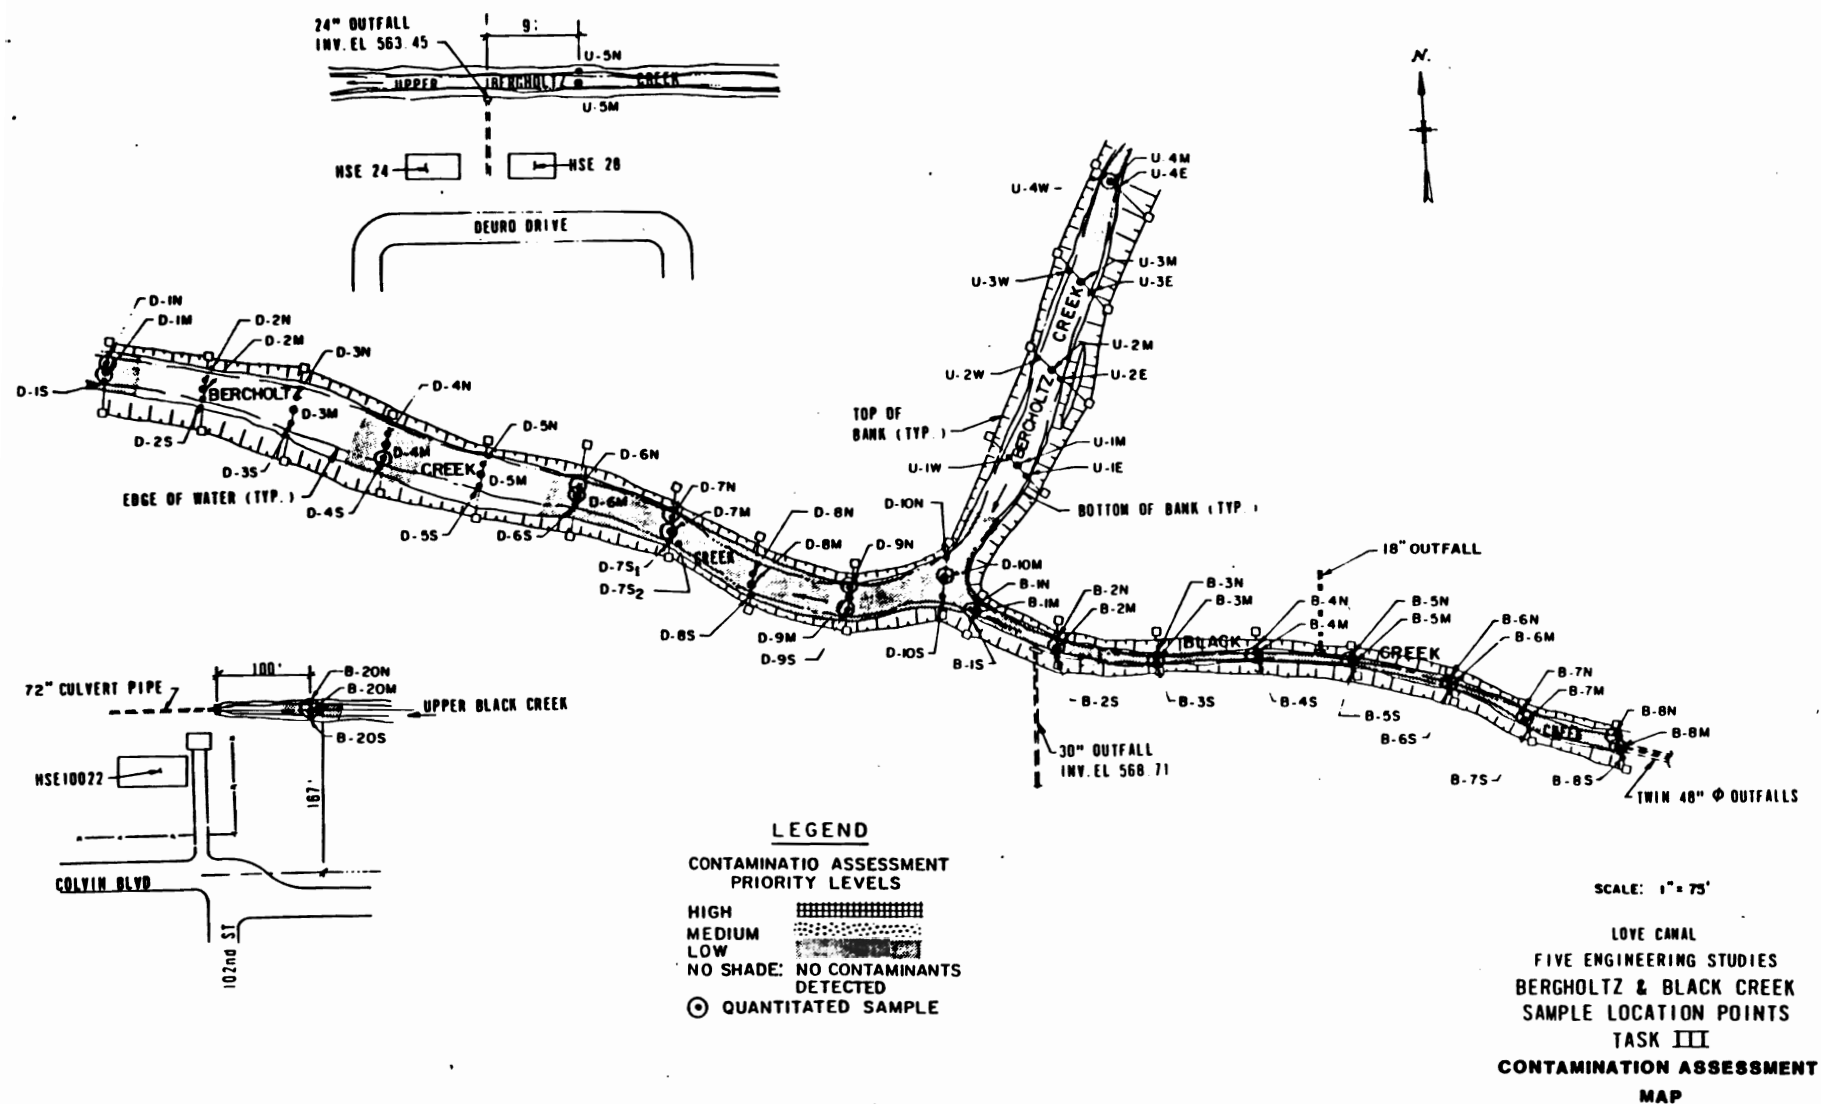 24" OUTFALL
INV. EL 563.45
9'
U-5N
UPPER BERGHOLTZ CREEK
U-5M
HSE 24
HSE 28
DEURO DRIVE
N.
U-4M
U-4E
U-4W
U-3M
U-3W
U-3E
U-2M
U-2W
U-2E
U-1M
U-1W
U-1E
CREEK
BERGHOLTZ
TOP OF
BANK (TYP.)
BOTTOM OF BANK (TYP.)
D-1N
D-1M
D-1S
D-2N
D-2M
D-2S
D-3N
D-3M
D-3S
BERCHOLTZ
D-4N
D-4M
D-4S
CREEK
D-5N
D-5M
D-5S
D-6N
D-6M
D-6S
EDGE OF WATER (TYP.)
D-7N
D-7M
D-7S1
D-7S2
CREEK
D-8N
D-8M
D-8S
D-9N
D-9M
D-9S
D-10N
D-10M
D-10S
B-1N
B-1M
B-1S
B-2N
B-2M
B-2S
B-3N
B-3M
B-3S
BLACK
18" OUTFALL
B-4N
B-4M
B-4S
B-5N
B-5M
B-5S
CREEK
B-6N
B-6M
B-6S
B-7N
B-7M
B-7S
CREEK
B-8N
B-8M
B-8S
TWIN 48" Φ OUTFALLS
30" OUTFALL
INV. EL 568.71
100'
72" CULVERT PIPE
B-20N
B-20M
B-20S
UPPER BLACK CREEK
HSE 10022
167'
COLVIN BLVD
102nd ST
LEGEND
CONTAMINATIO ASSESSMENT
PRIORITY LEVELS
HIGH
MEDIUM
LOW
NO SHADE: NO CONTAMINANTS
DETECTED
QUANTITATED SAMPLE
SCALE: 1" = 75'
LOVE CANAL
FIVE ENGINEERING STUDIES
BERGHOLTZ & BLACK CREEK
SAMPLE LOCATION POINTS
TASK III
CONTAMINATION ASSESSMENT
MAP